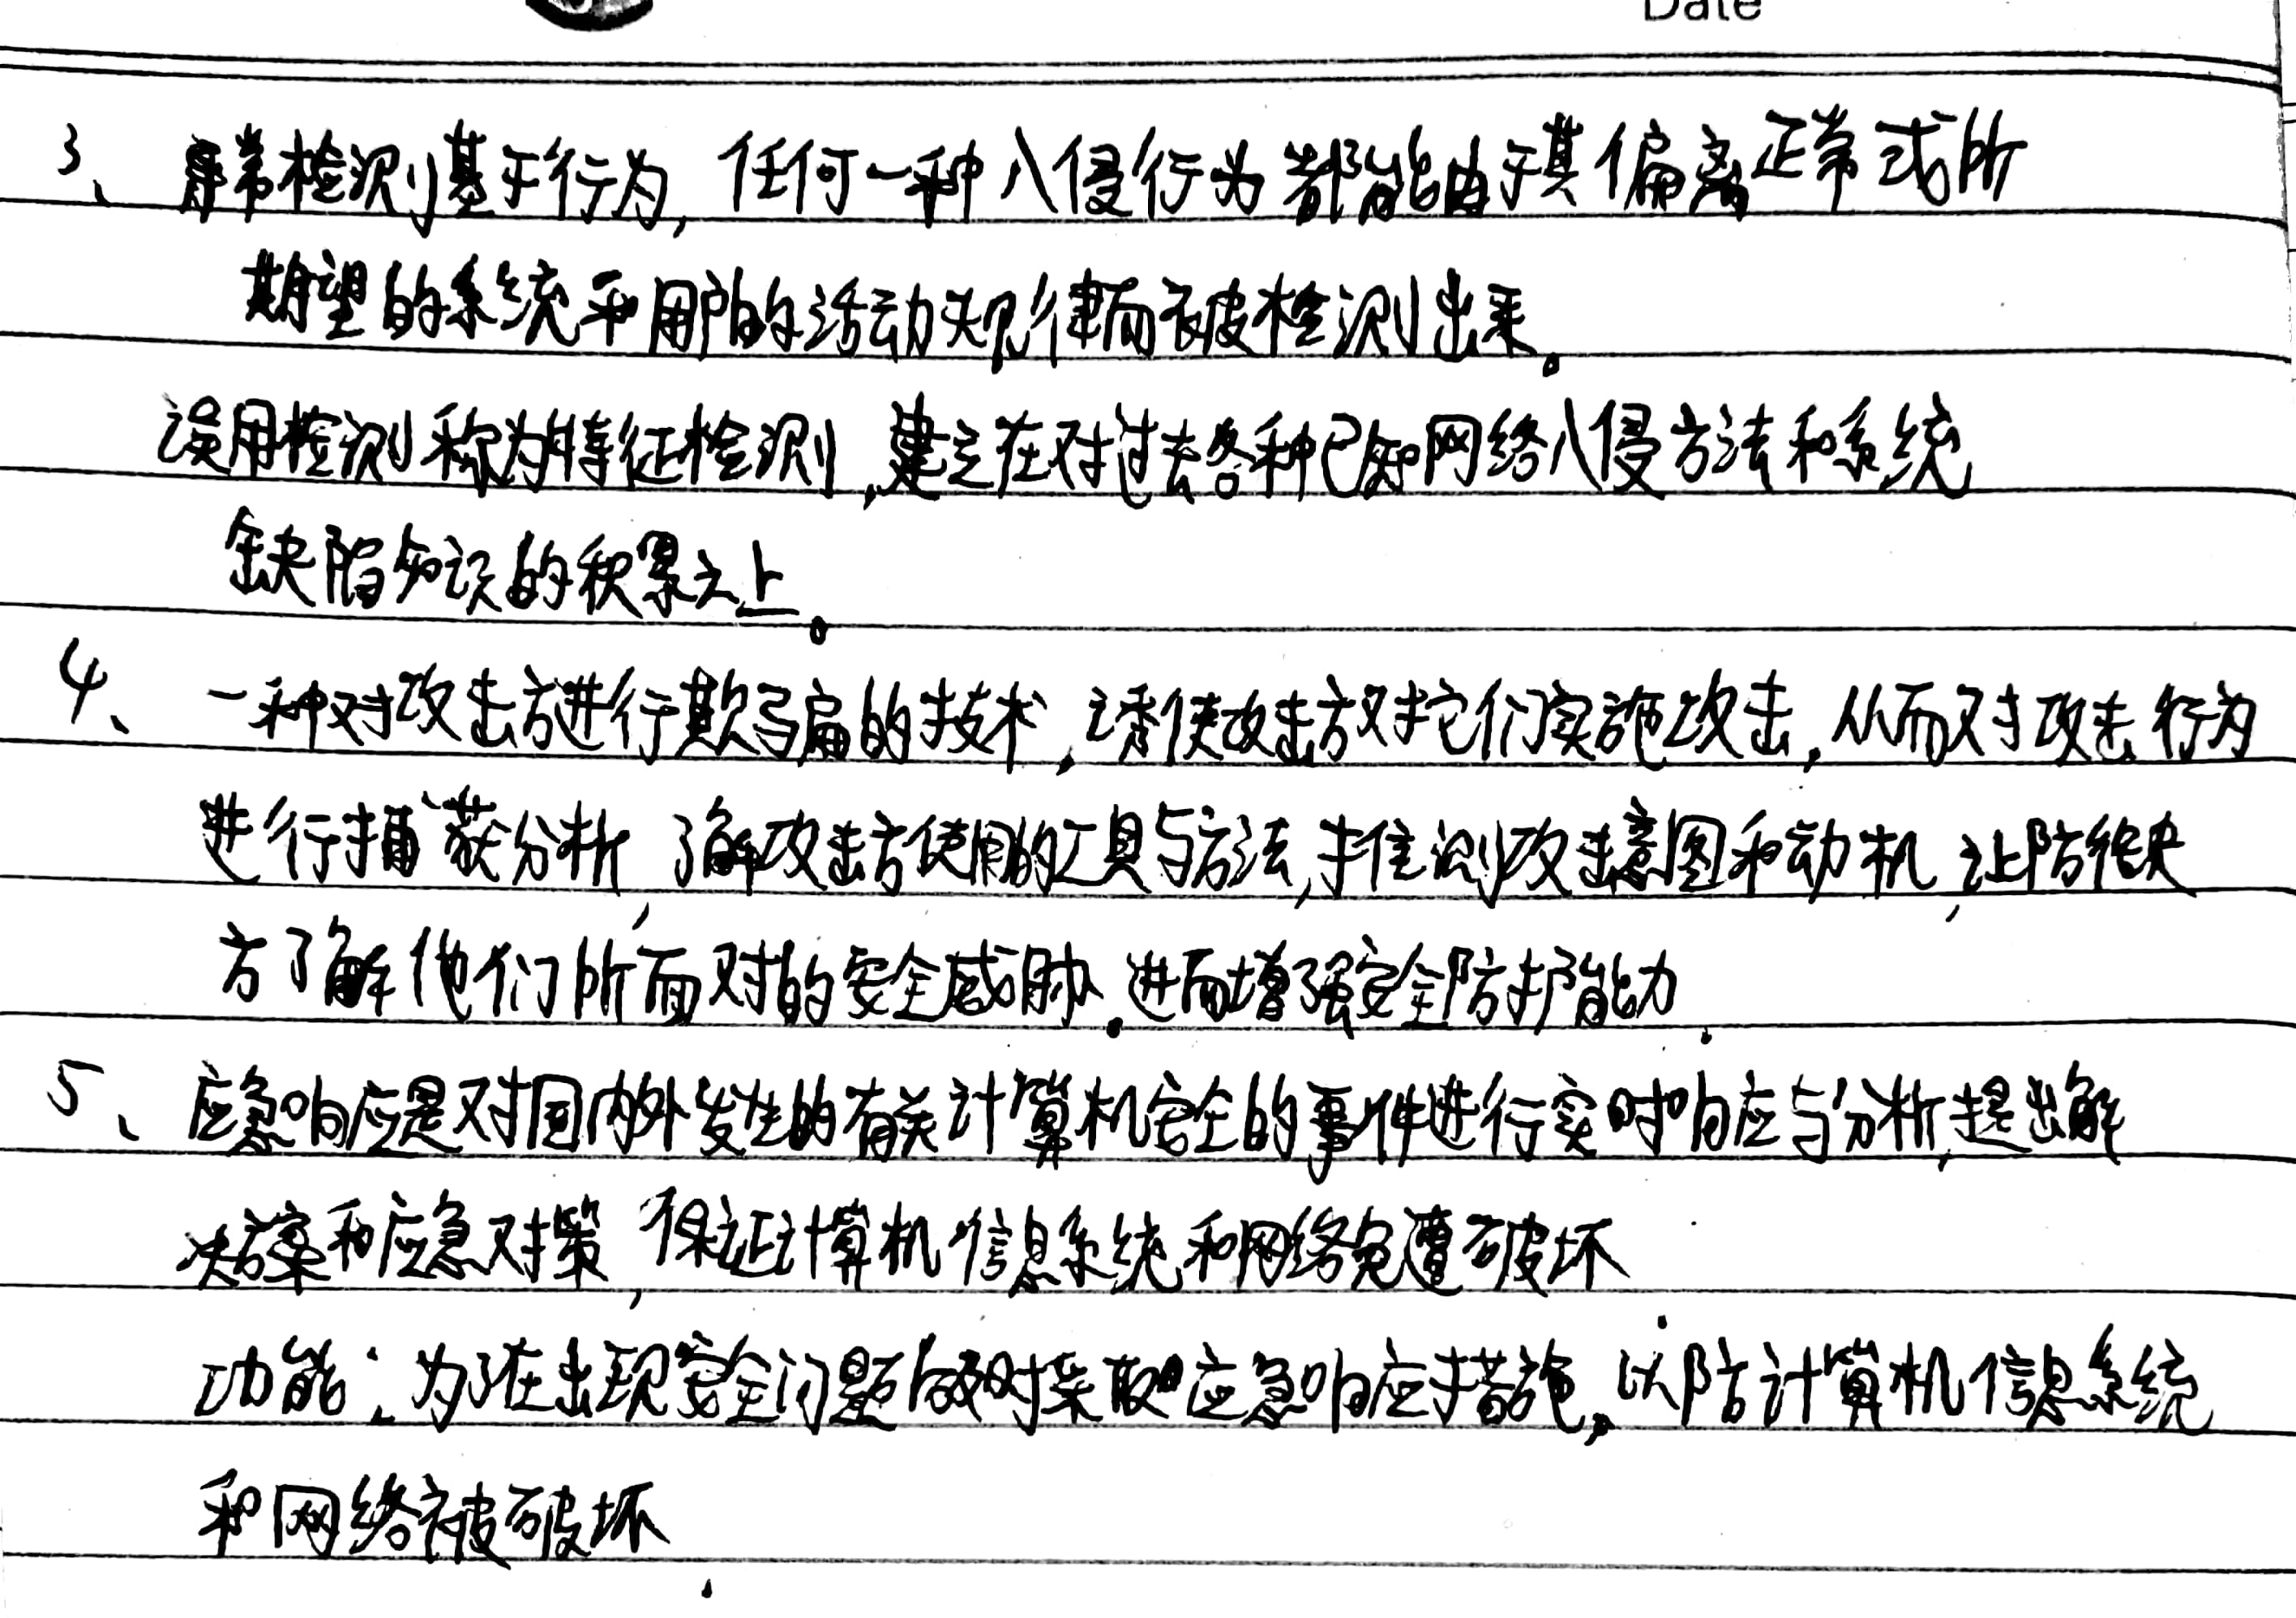 Date
3、异常检测基于行为,任何一种入侵行为都能由于其偏离正常或所
期望的系统和用户的活动规律而被检测出来。
误用检测称为特征检测,建立在对过去各种已知网络入侵方法和系统
缺陷知识的积累之上。
4、一种对攻击方进行欺骗的技术,诱使攻击方对它们实施攻击,从而对攻击行为
进行捕获分析,了解攻击方使用的工具与方法,推测攻击意图和动机,让防御
方了解他们所面对的安全威胁.进而增强安全防护能力.
5、应急响应是对国内外发生的有关计算机安全的事件进行实时响应与分析,提出解
决方案和应急对策,保证计算机信息系统和网络免遭破坏.
功能:为了在出现安全问题时采取应急响应措施,以防计算机信息系统
和网络被破坏.